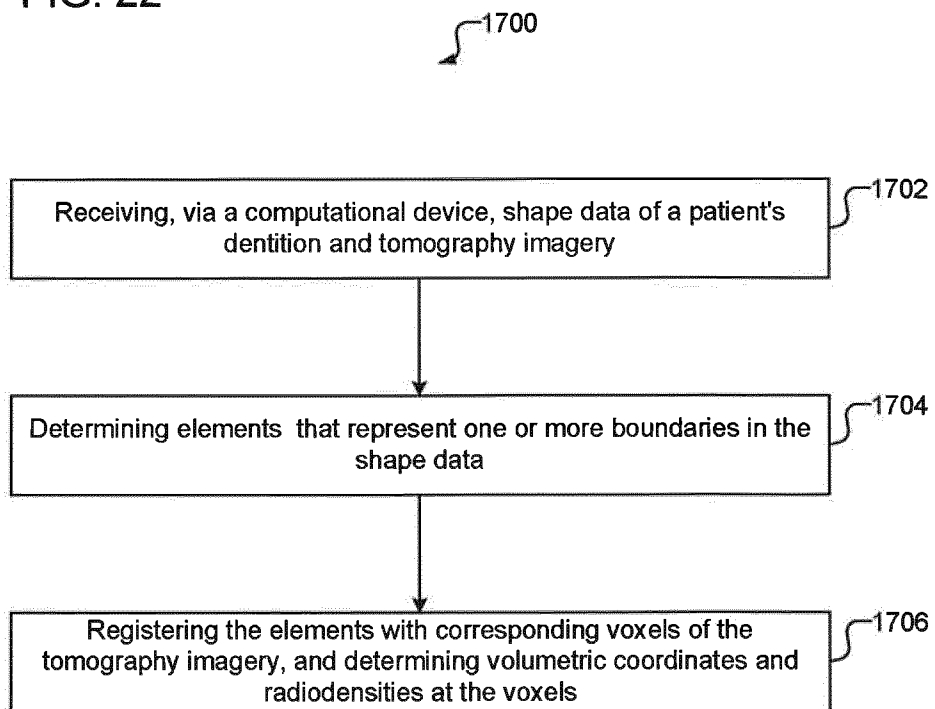 FIG. 22
1700
Receiving, via a computational device, shape data of a patient's
dentition and tomography imagery
1702
Determining elements that represent one or more boundaries in the
shape data
1704
Registering the elements with corresponding voxels of the
tomography imagery, and determining volumetric coordinates and
radiodensities at the voxels
1706